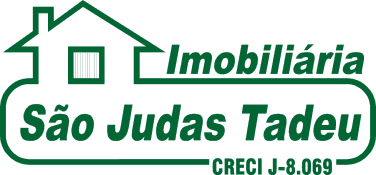 Imobiliária
São Judas Tadeu
CRECI J-8.069